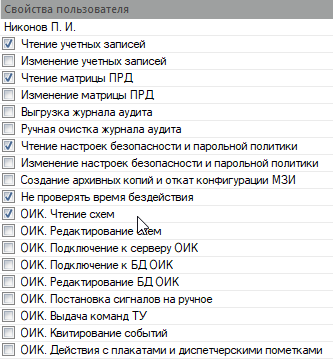 Свойства пользователя
Никонов П. И.
Чтение учетных записей
Изменение учетных записей
Чтение матрицы ПРД
Изменение матрицы ПРД
Выгрузка журнала аудита
Ручная очистка журнала аудита
Чтение настроек безопасности и парольной политики
Изменение настроек безопасности и парольной политики
Создание архивных копий и откат конфигурации МЗИ
Не проверять время бездействия
ОИК. Чтение схем
ОИК. Редактирование схем
ОИК. Подключение к серверу ОИК
ОИК. Подключение к БД ОИК
ОИК. Редактирование БД ОИК
ОИК. Постановка сигналов на ручное
ОИК. Выдача команд ТУ
ОИК. Квитирование событий
ОИК. Действия с плакатами и диспетчерскими пометками